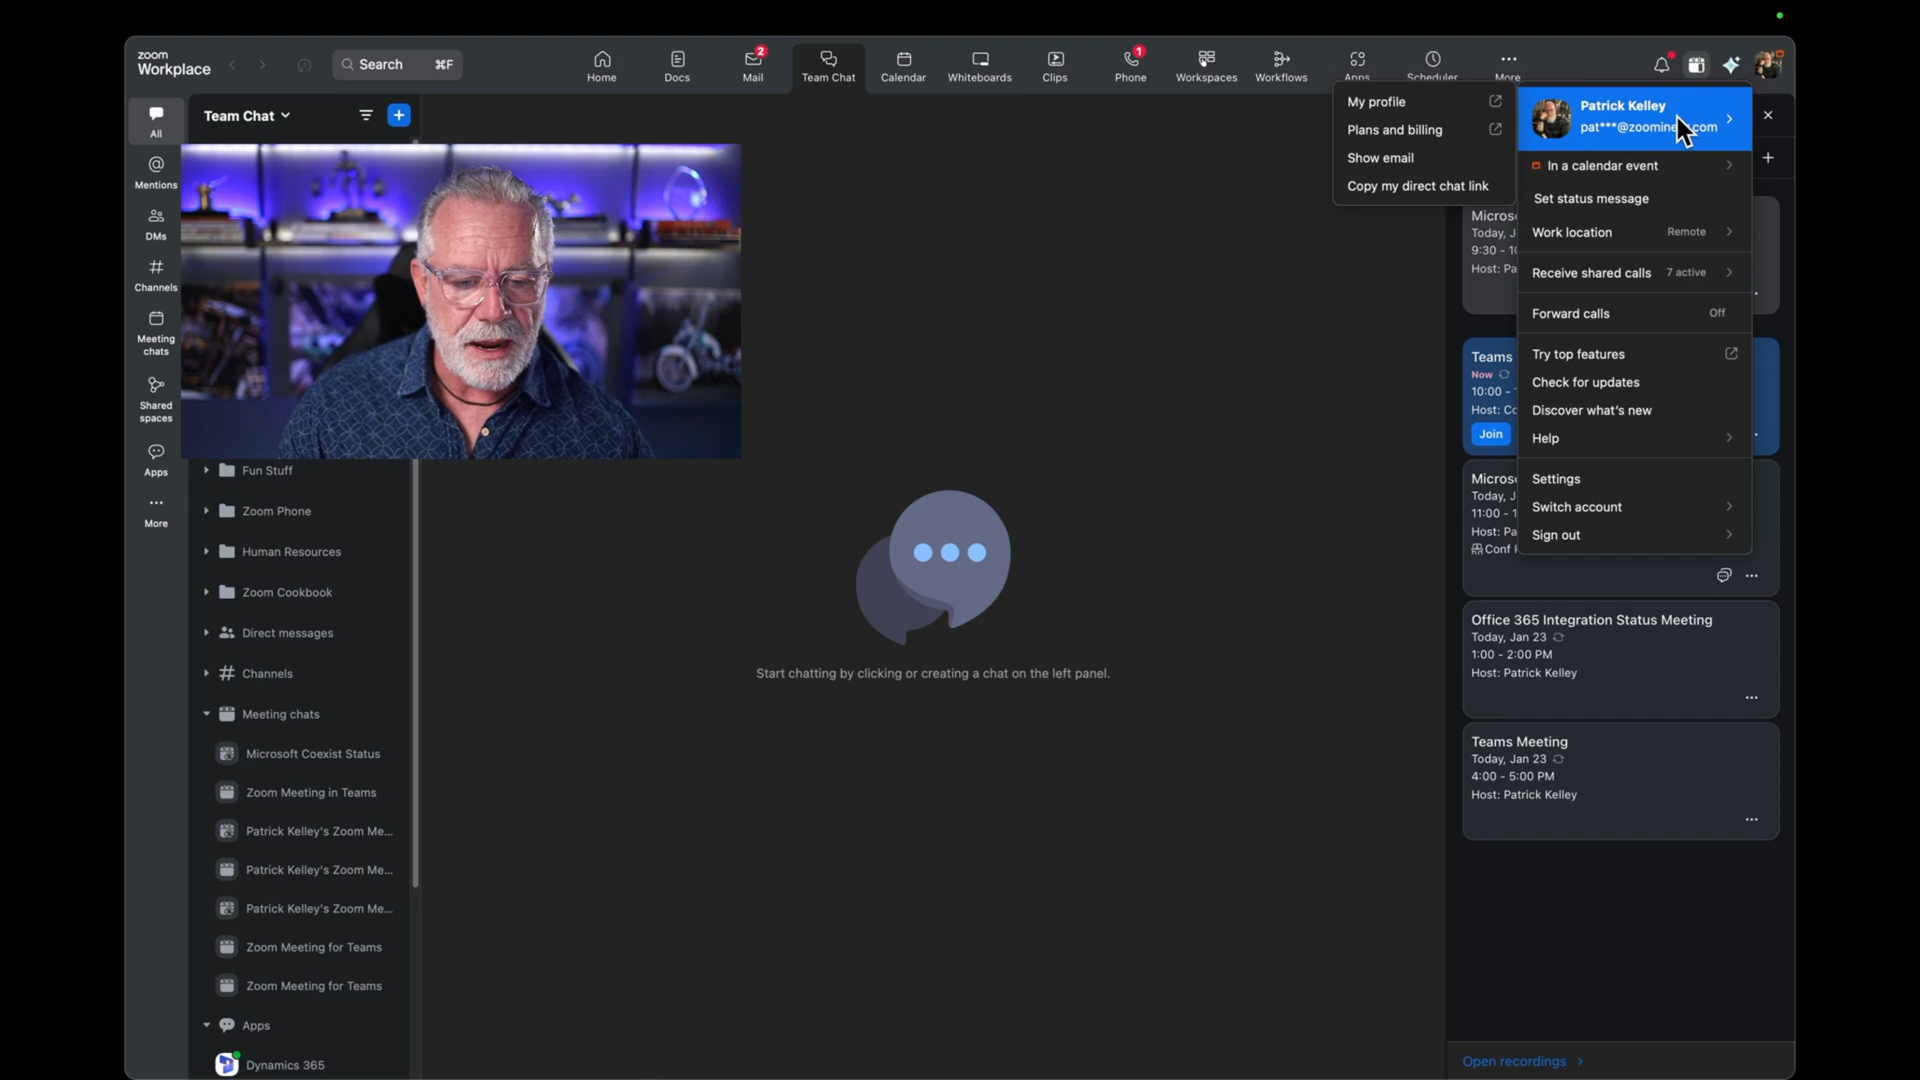 zoom
Workplace
Search ⌘F
Home
Docs
2
Mail
Team Chat
Calendar
Whiteboards
Clips
1
Phone
Workspaces
Workflows
Apps
Scheduler
More
All
Mentions
DMs
Channels
Meeting
chats
Shared
spaces
Apps
More
Team Chat
Fun Stuff
Zoom Phone
Human Resources
Zoom Cookbook
Direct messages
Channels
Meeting chats
Microsoft Coexist Status
Zoom Meeting in Teams
Patrick Kelley's Zoom Me...
Patrick Kelley's Zoom Me...
Patrick Kelley's Zoom Me...
Zoom Meeting for Teams
Zoom Meeting for Teams
Apps
Dynamics 365
Start chatting by clicking or creating a chat on the left panel.
My profile
Plans and billing
Show email
Copy my direct chat link
Patrick Kelley
pat***@zoomine .com
In a calendar event
Set status message
Work location Remote
Receive shared calls 7 active
Forward calls Off
Try top features
Check for updates
Discover what's new
Help
Settings
Switch account
Sign out
Micros
Today, J
9:30 - 1
Host: Pa
Teams
Now
10:00 -
Host: Co
Join
Micros
Today, J
11:00 - 1
Host: Pa
Conf
Office 365 Integration Status Meeting
Today, Jan 23
1:00 - 2:00 PM
Host: Patrick Kelley
Teams Meeting
Today, Jan 23
4:00 - 5:00 PM
Host: Patrick Kelley
Open recordings